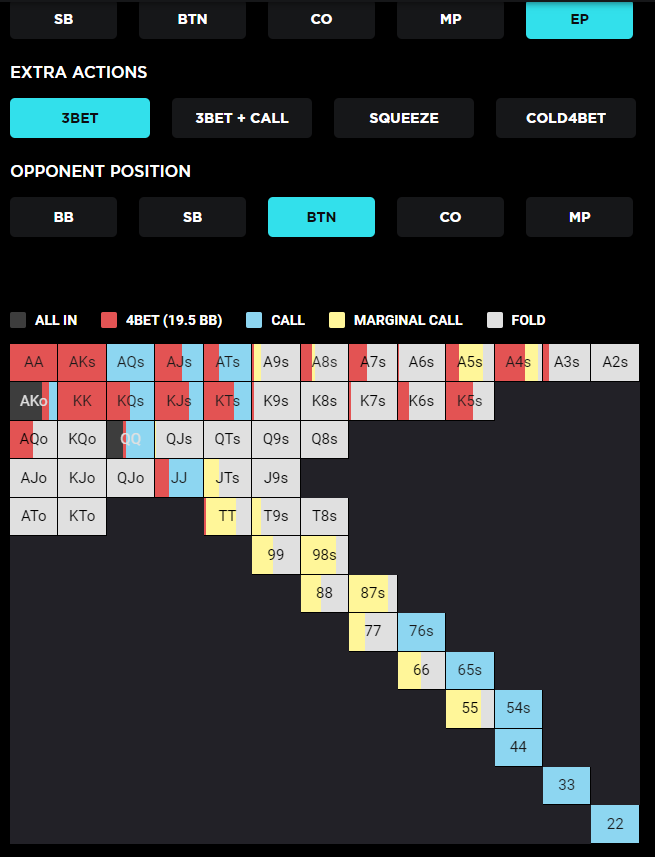 SB BTN CO MP EP
EXTRA ACTIONS
3BET 3BET + CALL SQUEEZE COLD4BET
OPPONENT POSITION
BB SB BTN CO MP
ALL IN 4BET (19.5 BB) CALL MARGINAL CALL FOLD
AA AKs AQs AJs ATs A9s A8s A7s A6s A5s A4s A3s A2s
AKo KK KQs KJs KTs K9s K8s K7s K6s K5s
AQo KQo QQ QJs QTs Q9s Q8s
AJo KJo QJo JJ JTs J9s
ATo KTo TT T9s T8s
99 98s
88 87s
77 76s
66 65s
55 54s
44
33
22